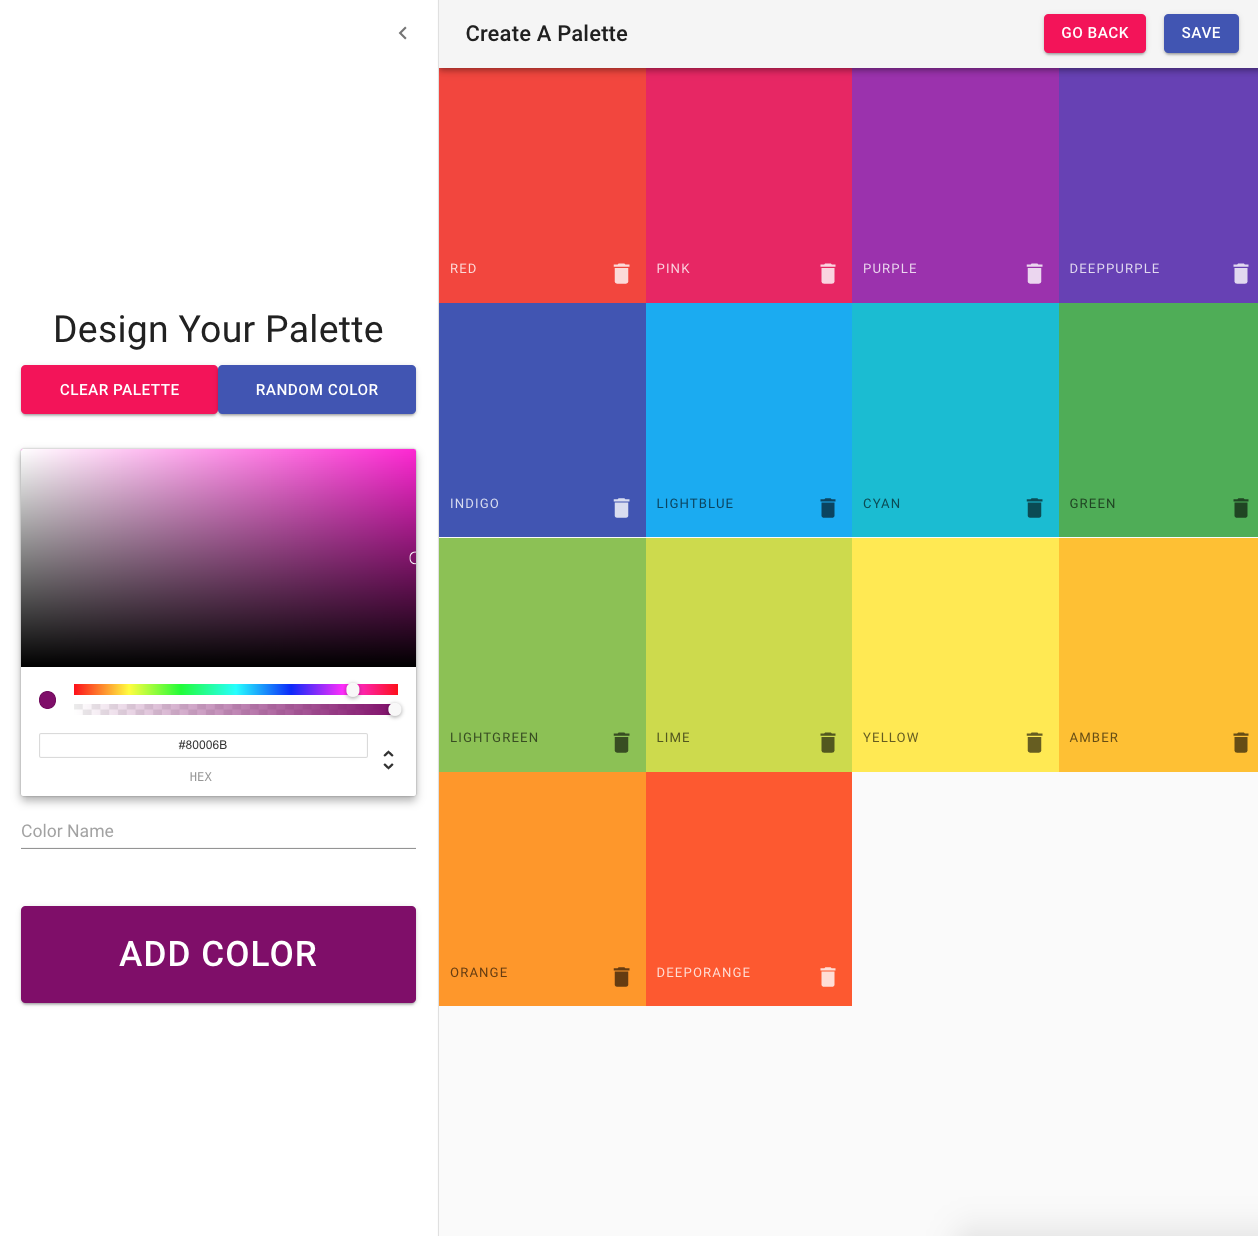 Create A Palette
GO BACK
SAVE
Design Your Palette
CLEAR PALETTE
RANDOM COLOR
#80006B
HEX
Color Name
ADD COLOR
RED
PINK
PURPLE
DEEPPURPLE
INDIGO
LIGHTBLUE
CYAN
GREEN
LIGHTGREEN
LIME
YELLOW
AMBER
ORANGE
DEEPORANGE